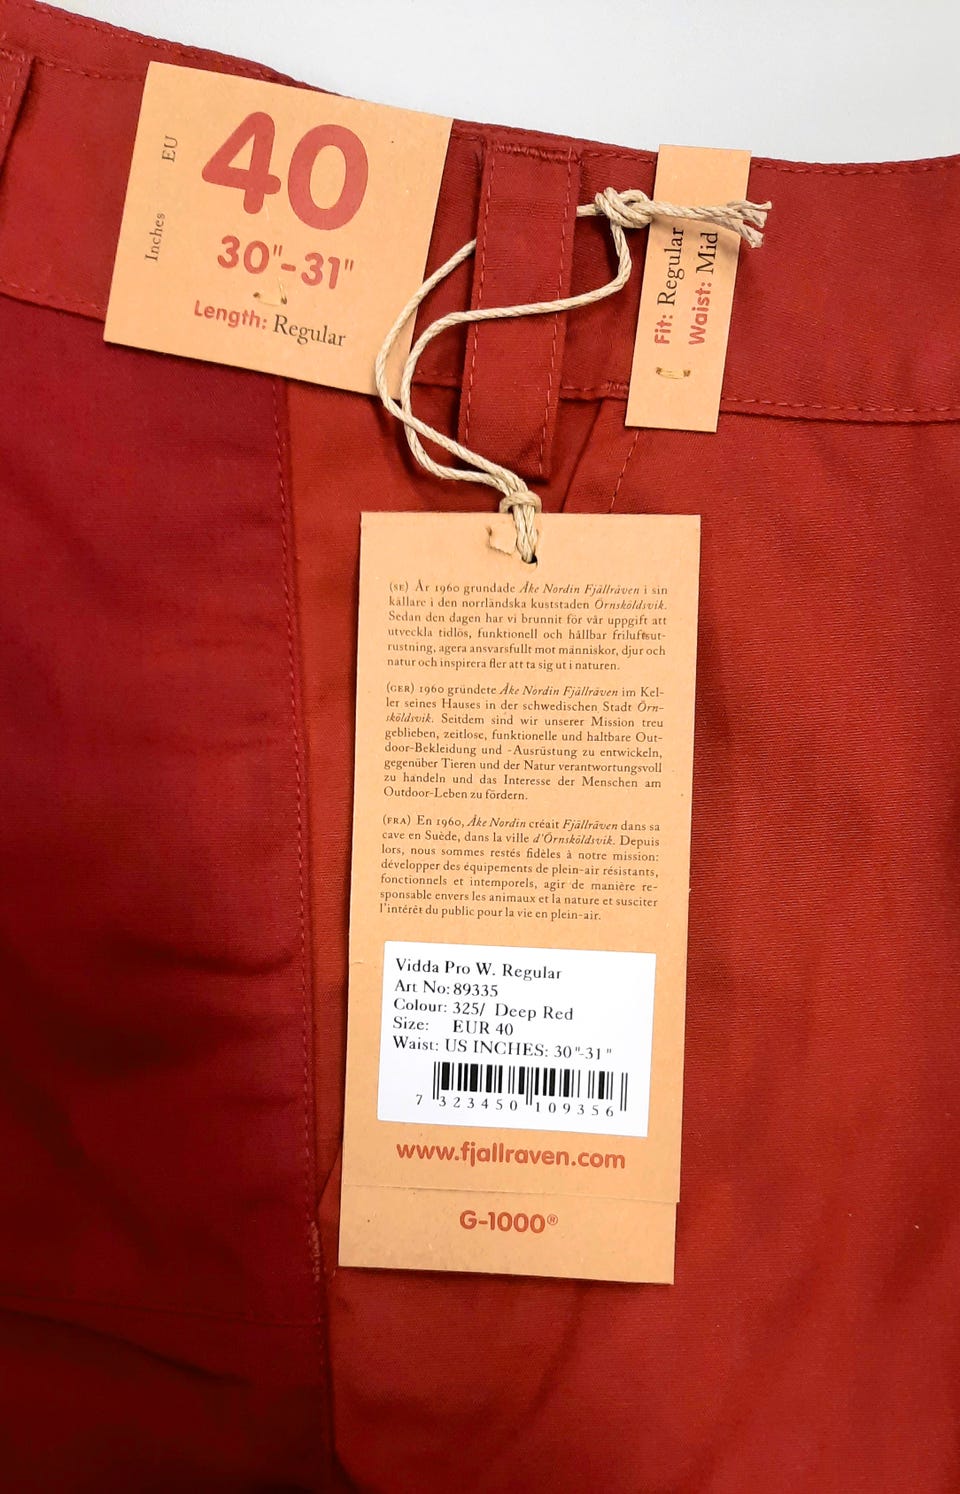 EU 40
Inches 30"-31"
Length: Regular
Fit: Regular
Waist: Mid
(SE) År 1960 grundade Åke Nordin Fjällräven i sin
källare i den norrländska kuststaden Örnsköldsvik.
Sedan den dagen har vi brunnit för vår uppgift att
utveckla tidlös, funktionell och hållbar friluftsut-
rustning, agera ansvarsfullt mot människor, djur och
natur och inspirera fler att ta sig ut i naturen.
(GER) 1960 gründete Åke Nordin Fjällräven im Kel-
ler seines Hauses in der schwedischen Stadt Örn-
sköldsvik. Seitdem sind wir unserer Mission treu
geblieben, zeitlose, funktionelle und haltbare Out-
door-Bekleidung und -Ausrüstung zu entwickeln,
gegenüber Tieren und der Natur verantwortungsvoll
zu handeln und das Interesse der Menschen am
Outdoor-Leben zu fördern.
(FRA) En 1960, Åke Nordin créait Fjällräven dans sa
cave en Suède, dans la ville d'Örnsköldsvik. Depuis
lors, nous sommes restés fidèles à notre mission:
développer des équipements de plein-air résistants,
fonctionnels et intemporels, agir de manière re-
sponsable envers les animaux et la nature et susciter
l'intérêt du public pour la vie en plein-air.
Vidda Pro W. Regular
Art No: 89335
Colour: 325/ Deep Red
Size: EUR 40
Waist: US INCHES: 30"-31"
7 323450 109356
www.fjallraven.com
G-1000®